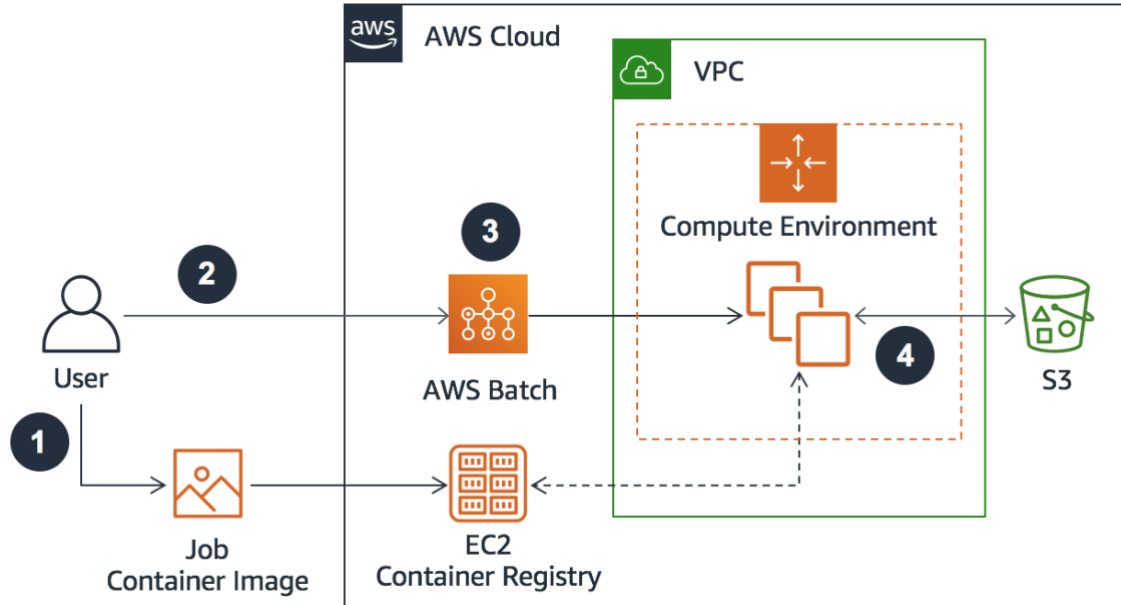 aws
AWS Cloud
VPC
Compute Environment
3
2
4
User
AWS Batch
S3
1
Job
Container Image
EC2
Container Registry